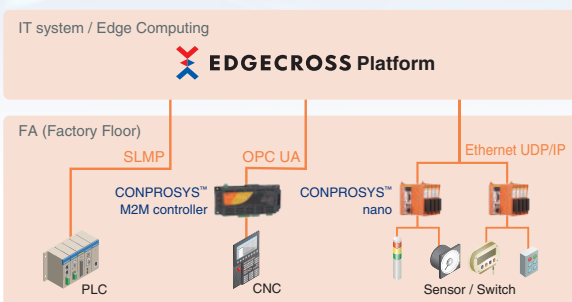 IT system / Edge Computing
EDGECROSS Platform
FA (Factory Floor)
SLMP
OPC UA
Ethernet UDP/IP
CONPROSYS™
M2M controller
CONPROSYS™
nano
PLC
CNC
Sensor / Switch